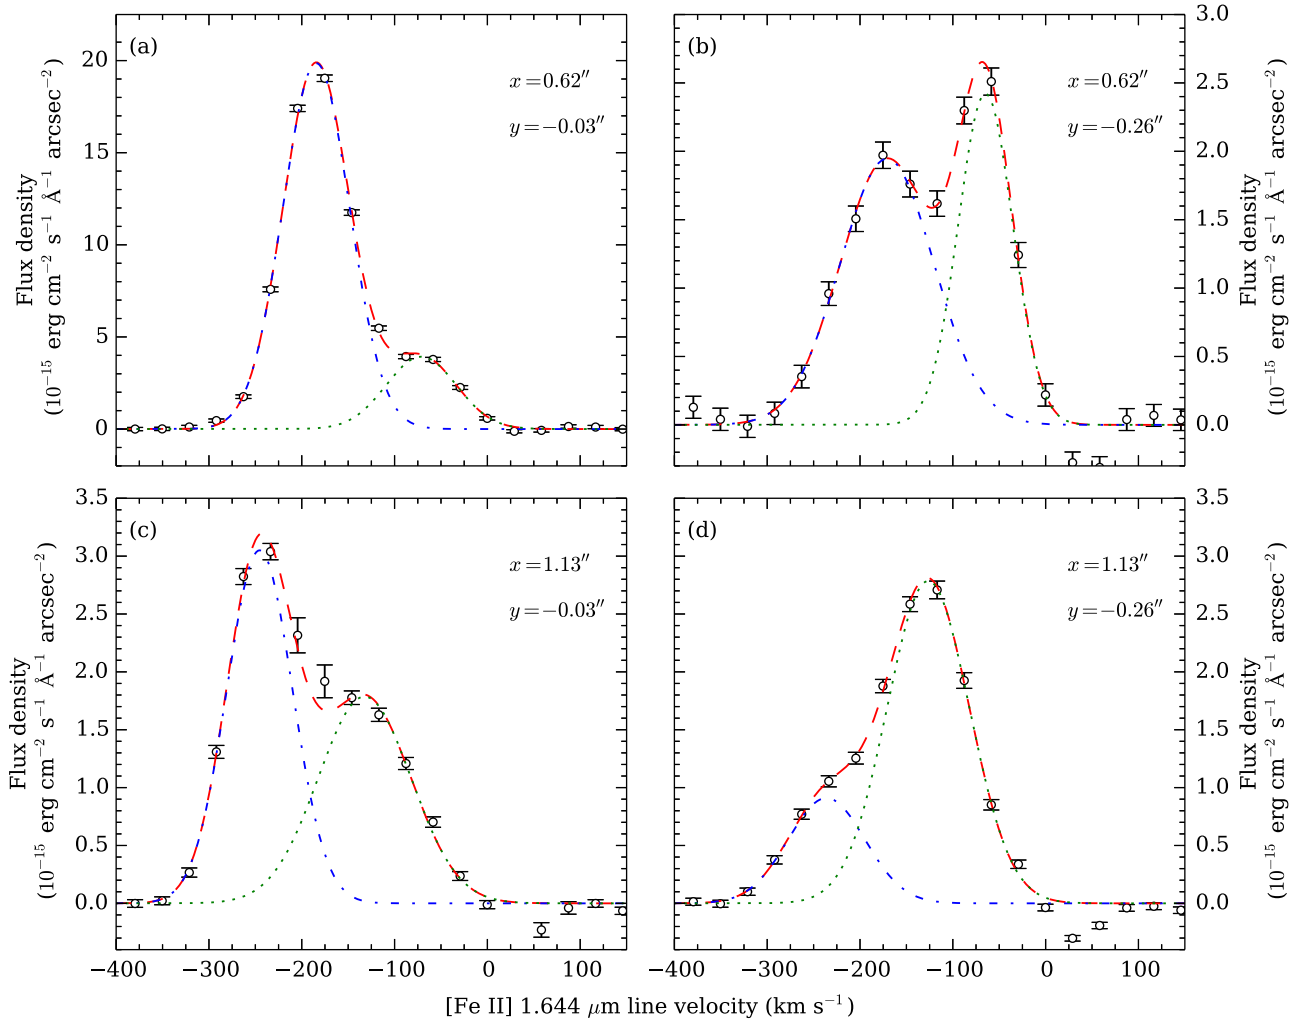 (a)
x=0.62″
y=−0.03″
20
15
10
5
0
Flux density
(10⁻¹⁵ erg cm⁻² s⁻¹ Å⁻¹ arcsec⁻²)
(b)
x=0.62″
y=−0.26″
3.0
2.5
2.0
1.5
1.0
0.5
0.0
Flux density
(10⁻¹⁵ erg cm⁻² s⁻¹ Å⁻¹ arcsec⁻²)
(c)
x=1.13″
y=−0.03″
3.5
3.0
2.5
2.0
1.5
1.0
0.5
0.0
Flux density
(10⁻¹⁵ erg cm⁻² s⁻¹ Å⁻¹ arcsec⁻²)
−400 −300 −200 −100 0 100
(d)
x=1.13″
y=−0.26″
3.5
3.0
2.5
2.0
1.5
1.0
0.5
0.0
Flux density
(10⁻¹⁵ erg cm⁻² s⁻¹ Å⁻¹ arcsec⁻²)
−400 −300 −200 −100 0 100
[Fe II] 1.644 μm line velocity (km s⁻¹)